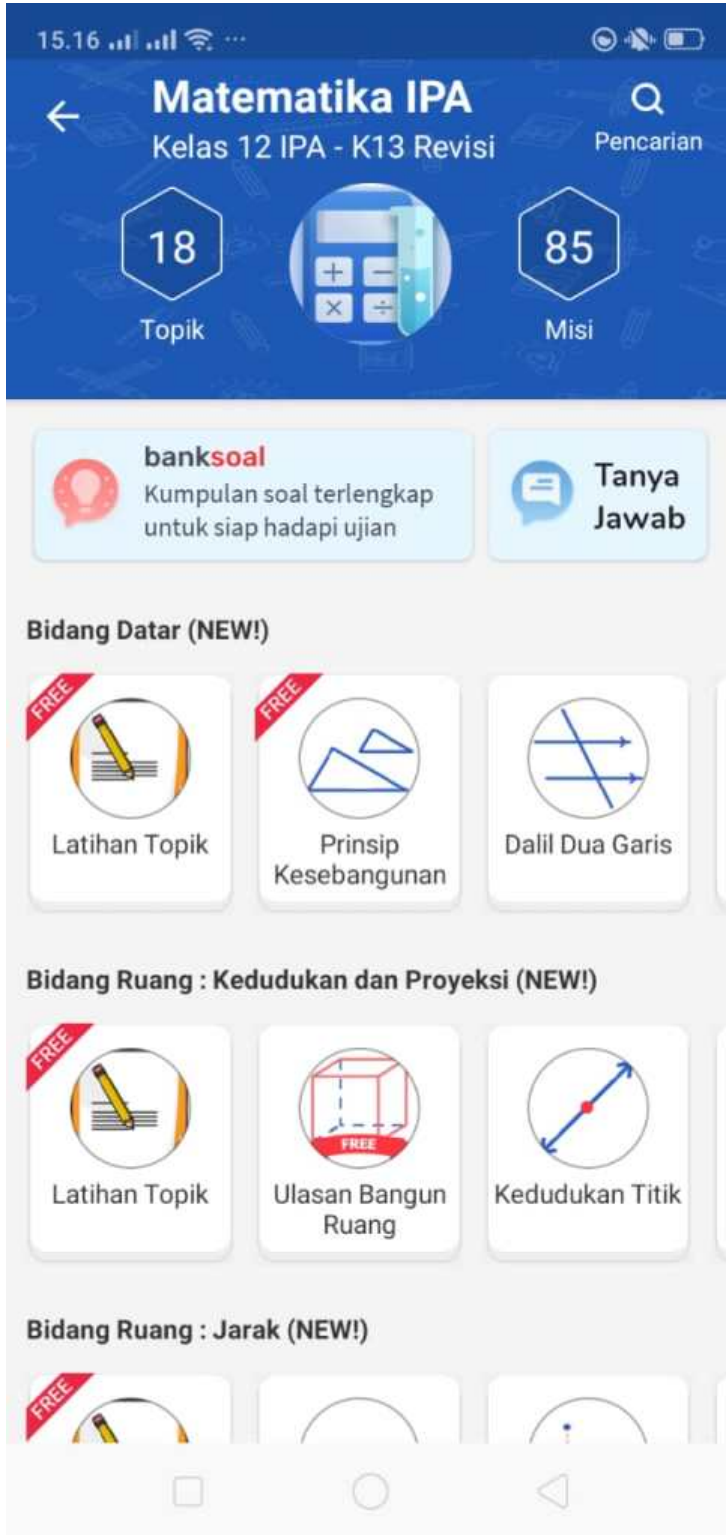 15.16
Matematika IPA
Kelas 12 IPA - K13 Revisi
Pencarian
18
85
Topik
Misi
banksoal
Kumpulan soal terlengkap
untuk siap hadapi ujian
Tanya
Jawab
Bidang Datar (NEW!)
FREE
FREE
Latihan Topik
Prinsip
Kesebangunan
Dalil Dua Garis
Bidang Ruang : Kedudukan dan Proyeksi (NEW!)
FREE
FREE
Latihan Topik
Ulasan Bangun
Ruang
Kedudukan Titik
Bidang Ruang : Jarak (NEW!)
FREE